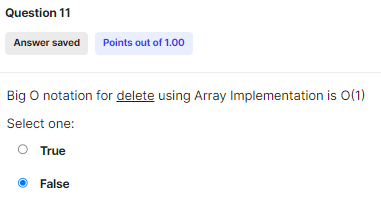 Question 11
Answer saved
Points out of 1.00
Big O notation for delete using Array Implementation is O(1)
Select one:
True
False